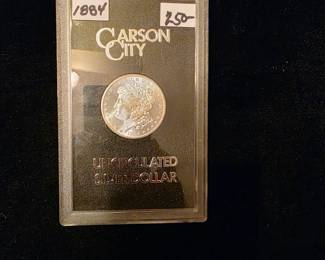 1884
250-
CARSON
CITY
UNCIRCULATED
SILVER DOLLAR